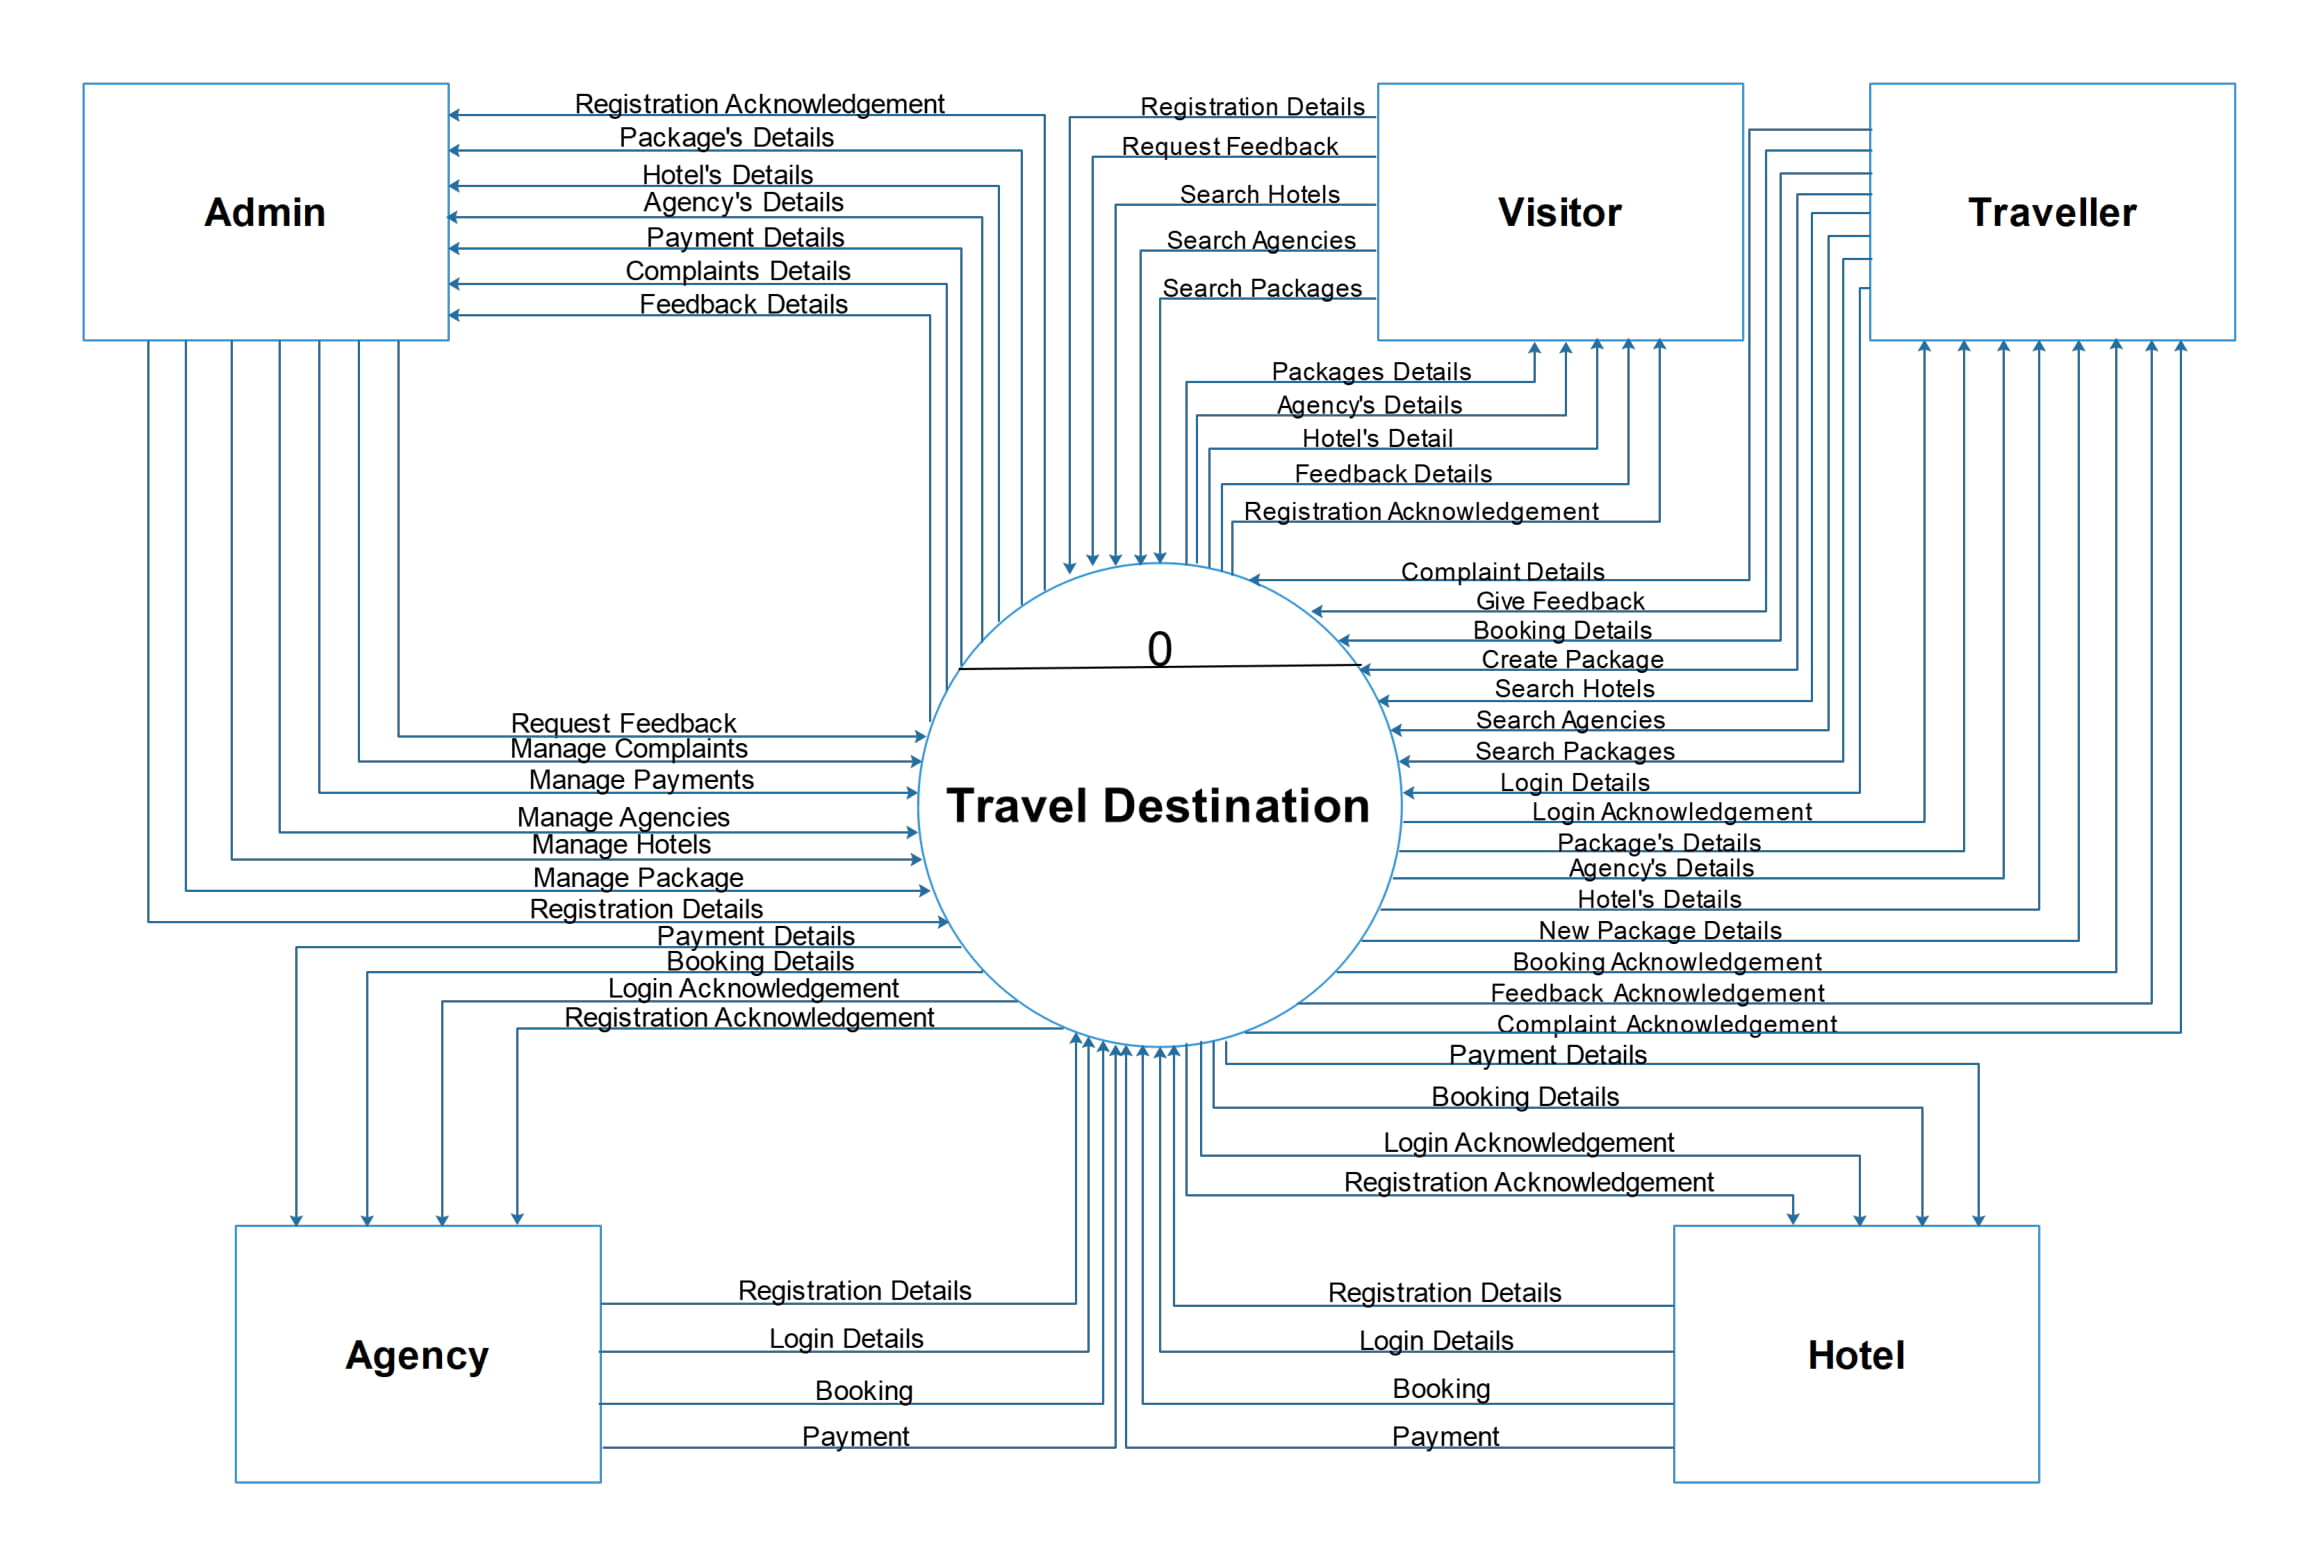 Admin
Registration Acknowledgement
Package's Details
Hotel's Details
Agency's Details
Payment Details
Complaints Details
Feedback Details
Registration Details
Request Feedback
Search Hotels
Search Agencies
Search Packages
Visitor
Traveller
Packages Details
Agency's Details
Hotel's Detail
Feedback Details
Registration Acknowledgement
Complaint Details
Give Feedback
Booking Details
Create Package
Search Hotels
Search Agencies
Search Packages
Login Details
Login Acknowledgement
Package's Details
Agency's Details
Hotel's Details
New Package Details
Booking Acknowledgement
Feedback Acknowledgement
Complaint Acknowledgement
0
Travel Destination
Request Feedback
Manage Complaints
Manage Payments
Manage Agencies
Manage Hotels
Manage Package
Registration Details
Payment Details
Booking Details
Login Acknowledgement
Registration Acknowledgement
Payment Details
Booking Details
Login Acknowledgement
Registration Acknowledgement
Agency
Registration Details
Login Details
Booking
Payment
Registration Details
Login Details
Booking
Payment
Hotel